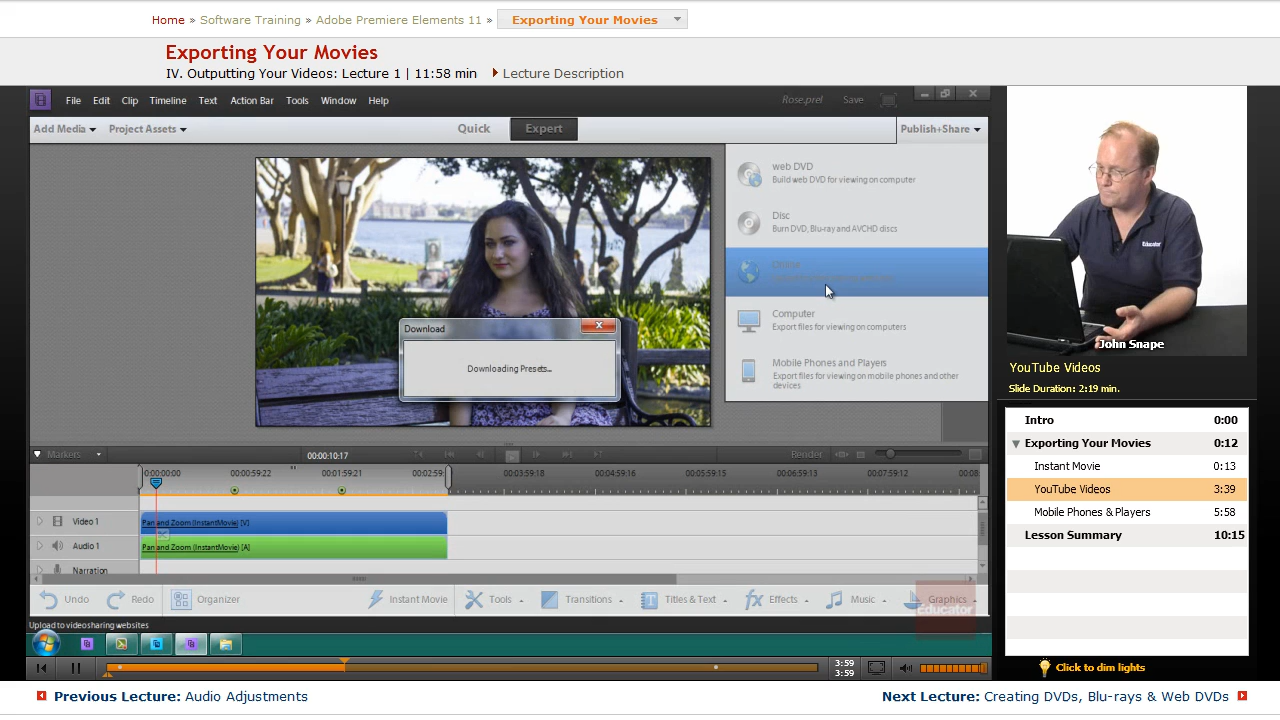 Home » Software Training » Adobe Premiere Elements 11 » Exporting Your Movies
Exporting Your Movies
IV. Outputting Your Videos: Lecture 1 | 11:58 min Lecture Description
File Edit Clip Timeline Text Action Bar Tools Window Help Rose.prel Save
Add Media Project Assets Quick Expert Publish+Share
web DVD
Build web DVD for viewing on computer
Disc
Burn DVD, Blu-ray and AVCHD discs
Online
Computer
Export files for viewing on computers
Mobile Phones and Players
Export files for viewing on mobile phones and other
devices
Download
Downloading Presets...
Educator
John Snape
YouTube Videos
Slide Duration: 2:19 min.
Intro 0:00
Exporting Your Movies 0:12
Instant Movie 0:13
YouTube Videos 3:39
Mobile Phones & Players 5:58
Lesson Summary 10:15
Markers 00:00:10:17 Render
0:00:00:00 00:00:59:22 00:01:59:21 00:02:59: 00:03:59:18 00:04:59:16 00:05:59:15 00:06:59:13 00:07:59:12 00:08
Video 1 Pan and Zoom (InstantMovie) [V]
Audio 1 Pan and Zoom (InstantMovie) [A]
Narration
Undo Redo Organizer Instant Movie Tools Transitions Titles & Text Effects Music Graphics
Educator
Upload to videosharing websites
3:59
3:59
Click to dim lights
Previous Lecture: Audio Adjustments
Next Lecture: Creating DVDs, Blu-rays & Web DVDs